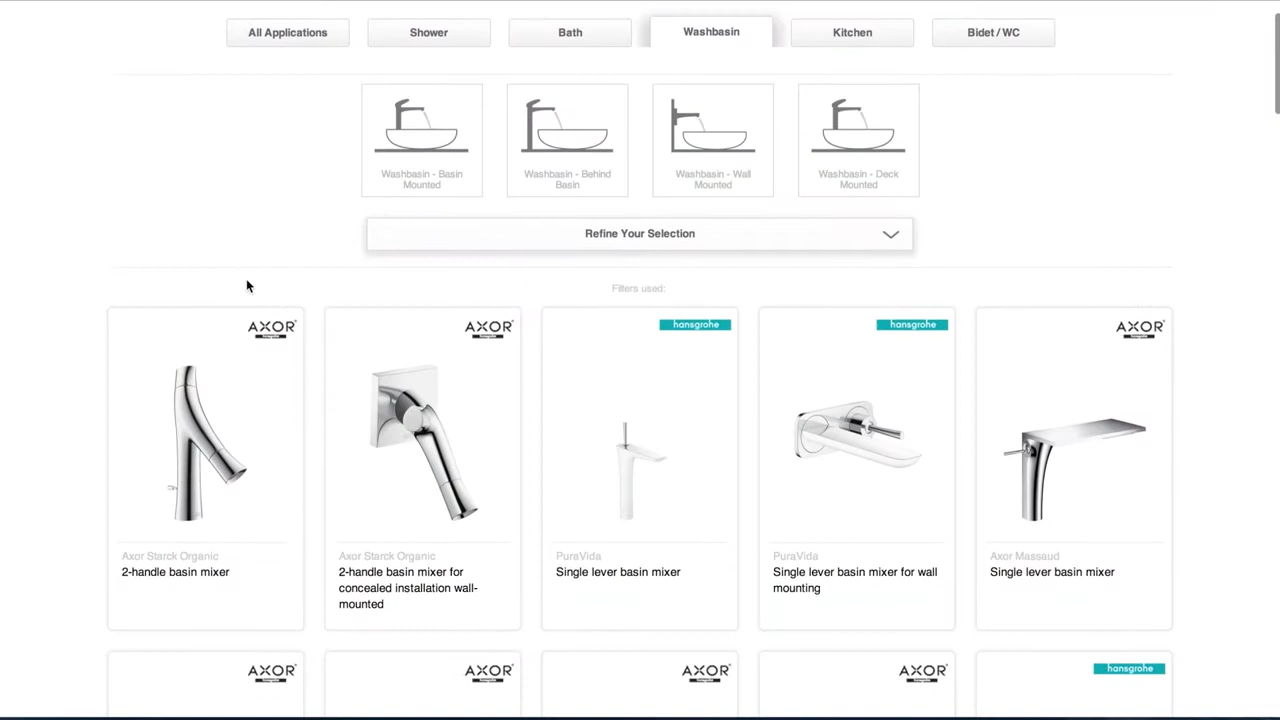 All Applications
Shower
Bath
Washbasin
Kitchen
Bidet / WC
Washbasin - Basin
Mounted
Washbasin - Behind
Basin
Washbasin - Wall
Mounted
Washbasin - Deck
Mounted
Refine Your Selection
Filters used:
AXOR
AXOR
hansgrohe
hansgrohe
AXOR
Axor Starck Organic
2-handle basin mixer
Axor Starck Organic
2-handle basin mixer for
concealed installation wall-
mounted
PuraVida
Single lever basin mixer
PuraVida
Single lever basin mixer for wall
mounting
Axor Massaud
Single lever basin mixer
AXOR
AXOR
AXOR
AXOR
hansgrohe